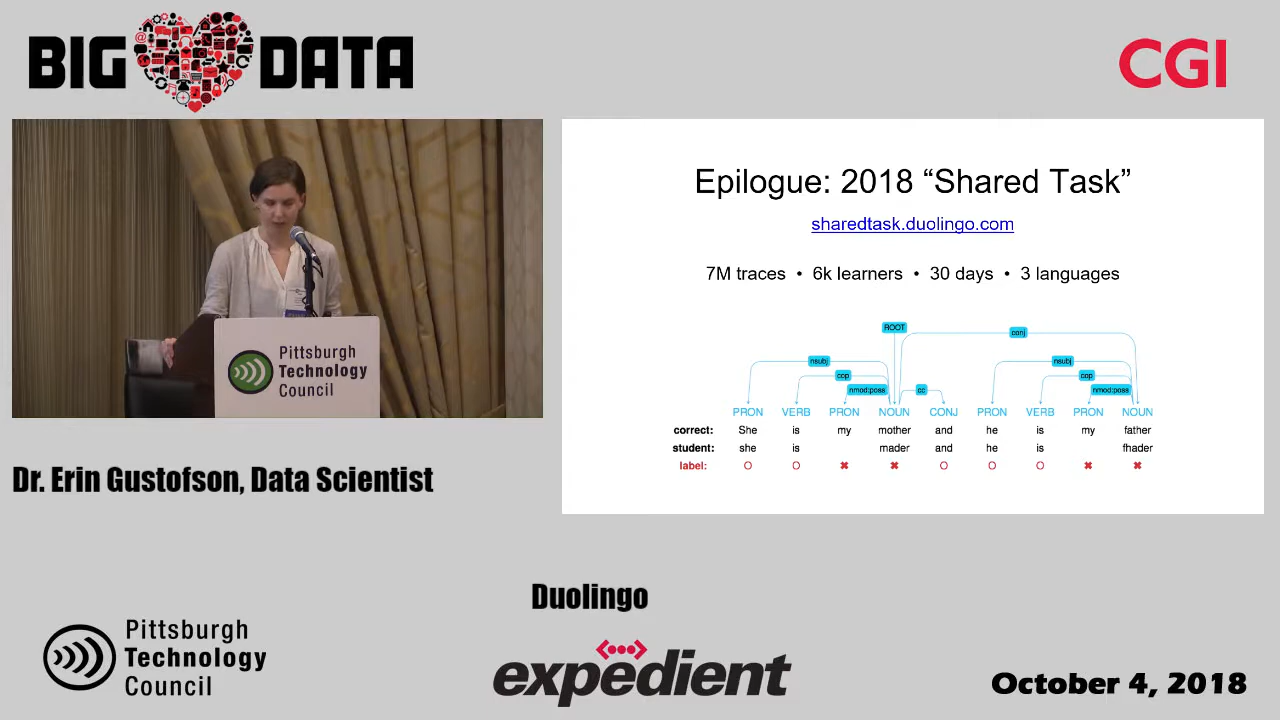 BIG DATA
CGI
Pittsburgh
Technology
Council
Epilogue: 2018 “Shared Task”
sharedtask.duolingo.com
7M traces • 6k learners • 30 days • 3 languages
ROOT
conj
nsubj
nsubj
cop
cop
nmod:poss
cc
nmod:poss
PRON VERB PRON NOUN CONJ PRON VERB PRON NOUN
correct: She is my mother and he is my father
student: she is mader and he is fhader
label: O O ✖ ✖ O O O ✖ ✖
Dr. Erin Gustofson, Data Scientist
Duolingo
Pittsburgh
Technology
Council
expedient
October 4, 2018